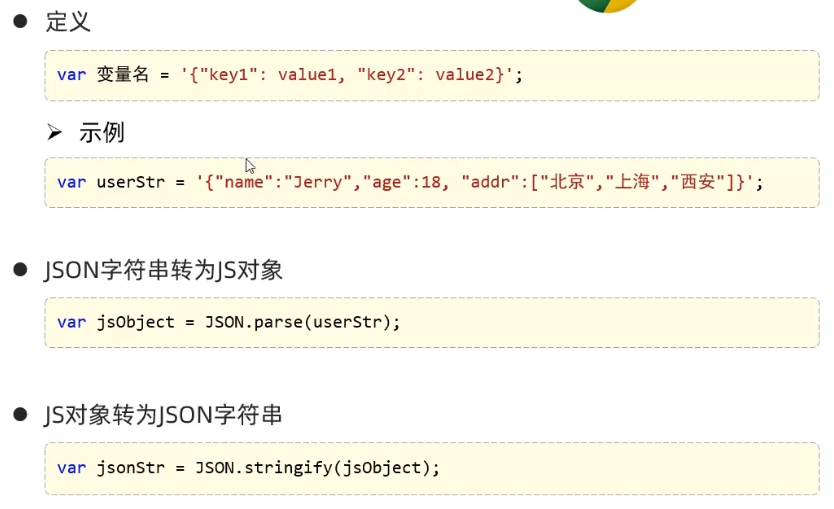 定义
var 变量名 = '{"key1": value1, "key2": value2}';
示例
var userStr = '{"name":"Jerry","age":18, "addr":["北京","上海","西安"]}';
JSON字符串转为JS对象
var jsObject = JSON.parse(userStr);
JS对象转为JSON字符串
var jsonStr = JSON.stringify(jsObject);